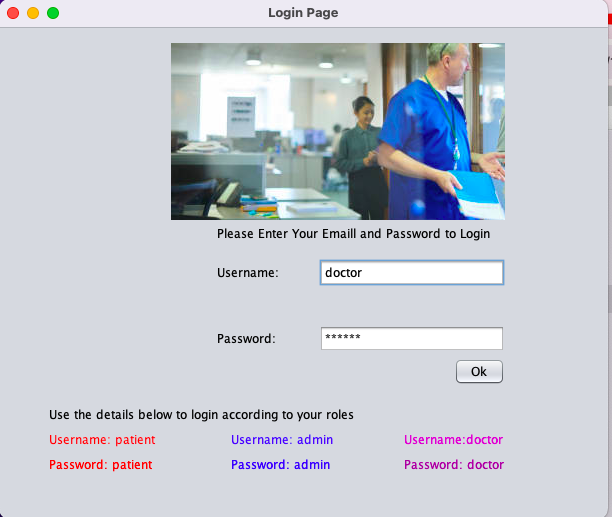 Login Page
Please Enter Your Emaill and Password to Login
Username: doctor
Password: ******
Ok
Use the details below to login according to your roles
Username: patient Username: admin Username:doctor
Password: patient Password: admin Password: doctor